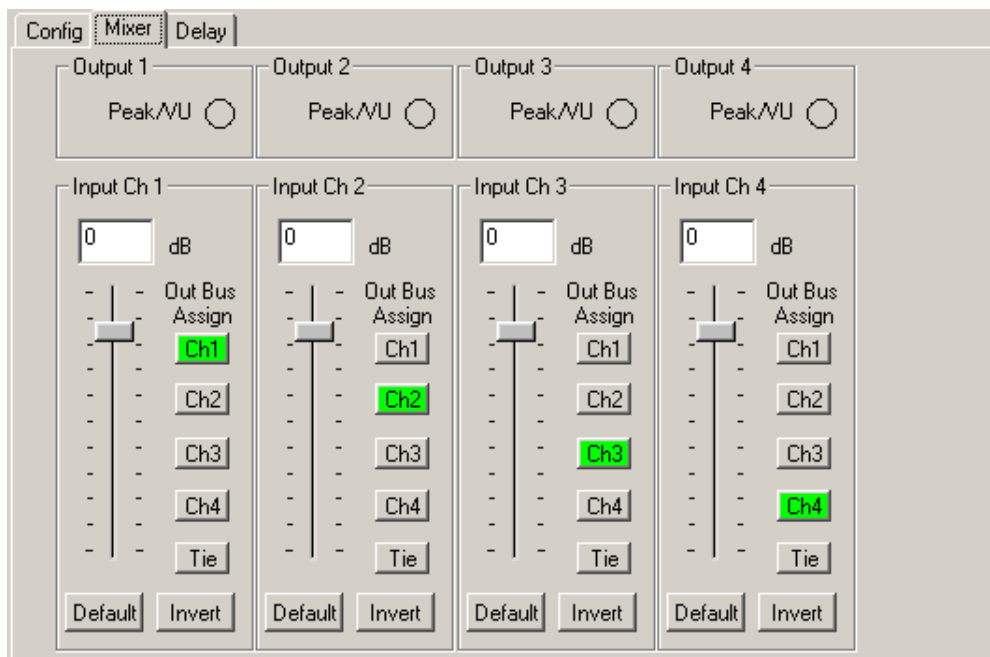 Config Mixer Delay
Output 1 Output 2 Output 3 Output 4
Peak/VU Peak/VU Peak/VU Peak/VU
Input Ch 1 Input Ch 2 Input Ch 3 Input Ch 4
0 dB 0 dB 0 dB 0 dB
Out Bus Out Bus Out Bus Out Bus
Assign Assign Assign Assign
Ch1 Ch1 Ch1 Ch1
Ch2 Ch2 Ch2 Ch2
Ch3 Ch3 Ch3 Ch3
Ch4 Ch4 Ch4 Ch4
Tie Tie Tie Tie
Default Invert Default Invert Default Invert Default Invert